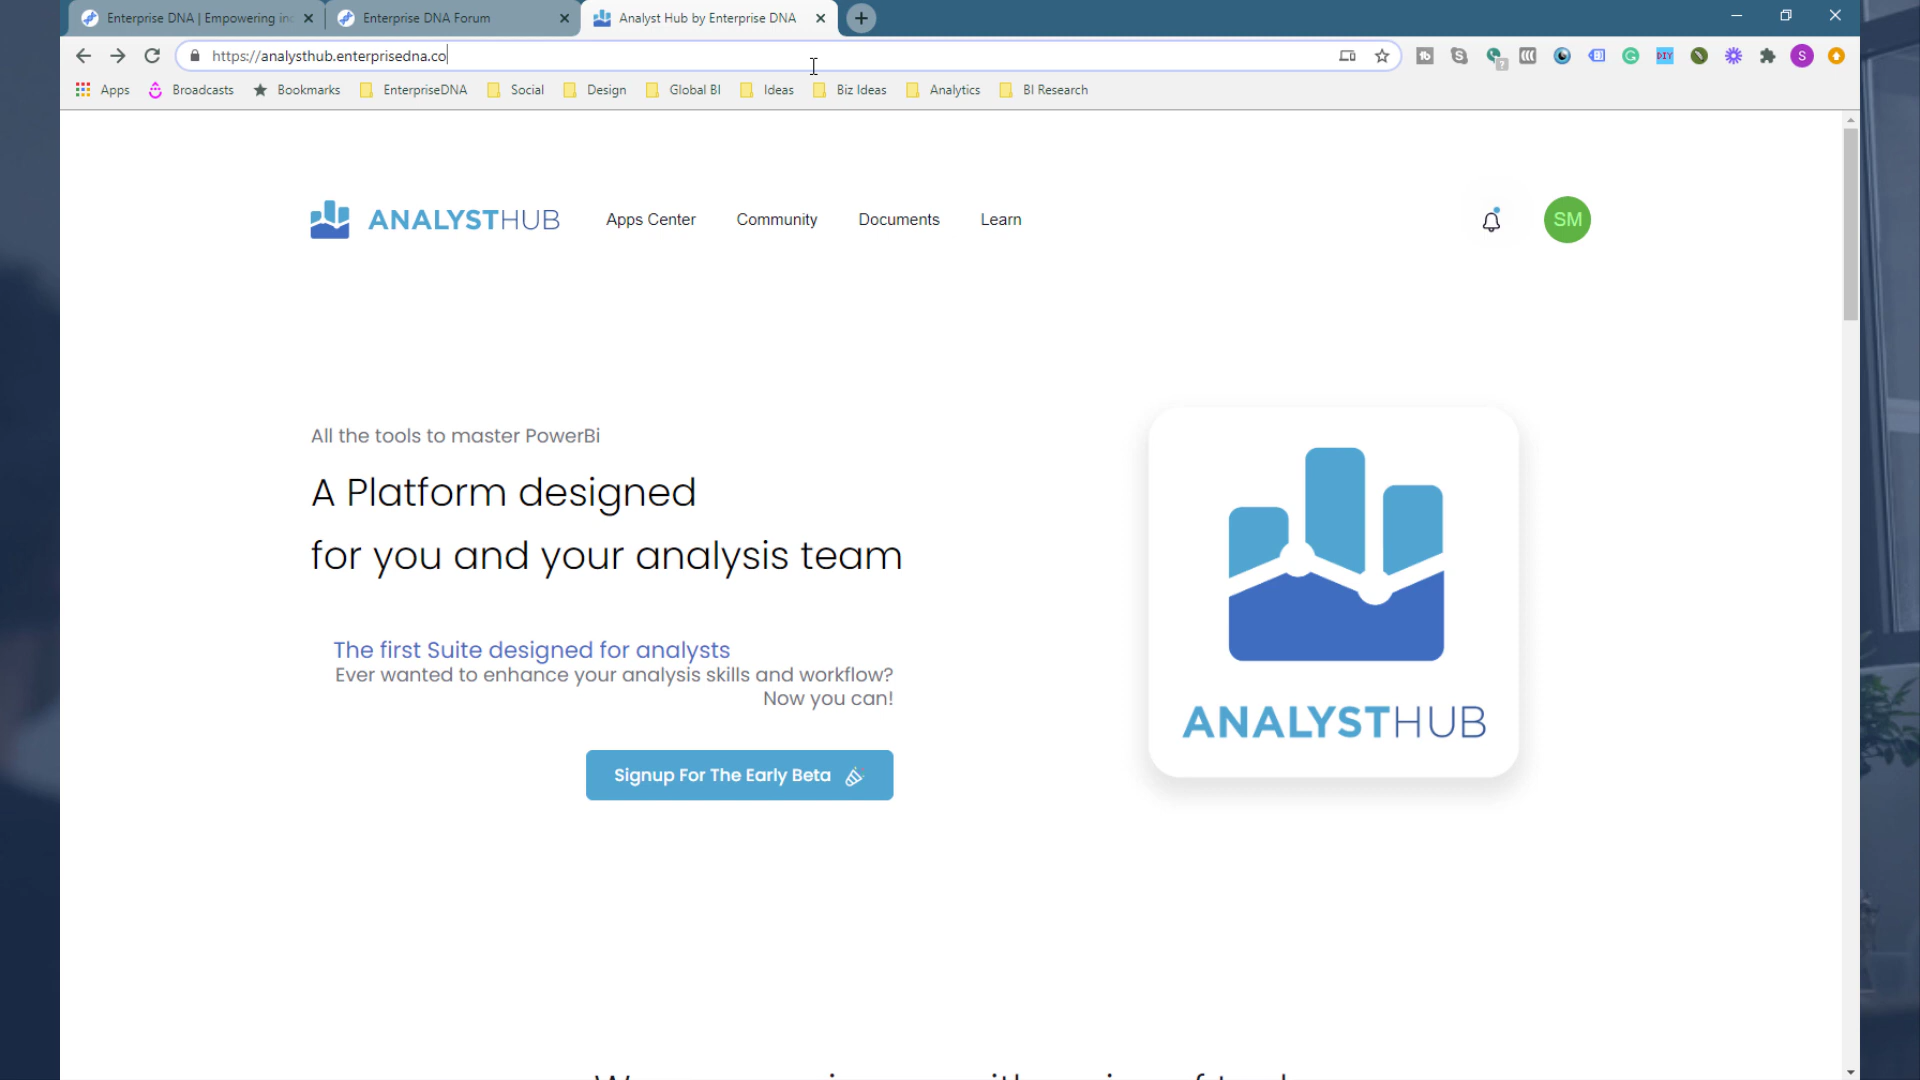 Enterprise DNA | Empowering in
Enterprise DNA Forum
Analyst Hub by Enterprise DNA
https://analysthub.enterprisedna.co
Apps
Broadcasts
Bookmarks
EnterpriseDNA
Social
Design
Global BI
Ideas
Biz Ideas
Analytics
BI Research
ANALYSTHUB
Apps Center
Community
Documents
Learn
SM
All the tools to master PowerBi
A Platform designed
for you and your analysis team
The first Suite designed for analysts
Ever wanted to enhance your analysis skills and workflow?
Now you can!
Signup For The Early Beta
ANALYSTHUB